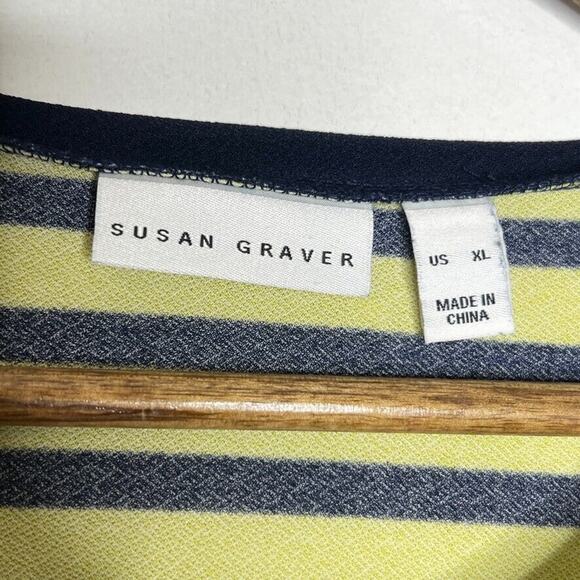 SUSAN GRAVER
US XL
MADE IN
CHINA